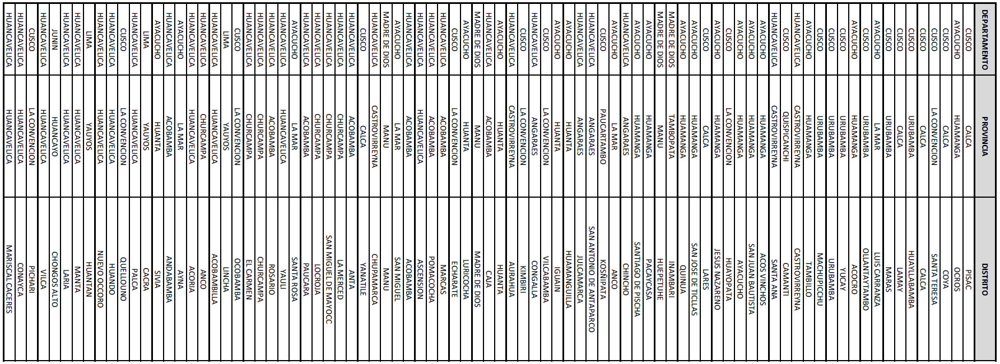 DEPARTAMENTO PROVINCIA DISTRITO
CUSCO CALCA PISAC
AYACUCHO HUAMANGA OCROS
CUSCO CALCA COYA
CUSCO LA CONVENCION SANTA TERESA
CUSCO CALCA CALCA
CUSCO URUBAMBA HUAYLLABAMBA
CUSCO CALCA LAMAY
CUSCO URUBAMBA MARAS
AYACUCHO LA MAR LUIS CARRANZA
CUSCO URUBAMBA OLLANTAYTAMBO
AYACUCHO HUAMANGA ACOCRO
CUSCO URUBAMBA YUCAY
CUSCO URUBAMBA URUBAMBA
CUSCO URUBAMBA MACHUPICCHU
AYACUCHO HUAMANGA TAMBILLO
HUANCAVELICA CASTROVIRREYNA CASTROVIRREYNA
CUSCO QUISPICANCHI CAMANTI
HUANCAVELICA CASTROVIRREYNA SANTA ANA
AYACUCHO HUAMANGA ACOS VINCHOS
AYACUCHO HUAMANGA SAN JUAN BAUTISTA
AYACUCHO HUAMANGA AYACUCHO
CUSCO LA CONVENCION HUAYOPATA
AYACUCHO HUAMANGA JESUS NAZARENO
CUSCO CALCA LARES
AYACUCHO HUAMANGA SAN JOSE DE TICLLAS
AYACUCHO HUAMANGA QUINUA
MADRE DE DIOS TAMBOPATA INAMBARI
MADRE DE DIOS MANU HUEPETUHE
AYACUCHO HUAMANGA PACAYCASA
AYACUCHO HUAMANGA SANTIAGO DE PISCHA
HUANCAVELICA ANGARAES CHINCHO
AYACUCHO LA MAR ANCO
CUSCO PAUCARTAMBO KOSÑIPATA
HUANCAVELICA ANGARAES SAN ANTONIO DE ANTAPARCO
HUANCAVELICA ANGARAES JULCAMARCA
AYACUCHO HUANTA HUAMANGUILLA
AYACUCHO HUANTA IGUAIN
CUSCO LA CONVENCION VILCABAMBA
HUANCAVELICA ANGARAES CONGALLA
CUSCO LA CONVENCION KIMBIRI
HUANCAVELICA CASTROVIRREYNA AURAHUA
AYACUCHO HUANTA HUANTA
HUANCAVELICA ACOBAMBA CAJA
MADRE DE DIOS MANU MADRE DE DIOS
AYACUCHO HUANTA LURICOCHA
CUSCO LA CONVENCION ECHARATE
HUANCAVELICA ACOBAMBA MARCAS
HUANCAVELICA ACOBAMBA POMACOCHA
HUANCAVELICA HUANCAVELICA ASCENSION
HUANCAVELICA ACOBAMBA ACOBAMBA
AYACUCHO LA MAR SAN MIGUEL
MADRE DE DIOS MANU MANU
HUANCAVELICA CASTROVIRREYNA CHUPAMARCA
CUSCO CALCA YANATILE
HUANCAVELICA ACOBAMBA ANTA
HUANCAVELICA CHURCAMPA LA MERCED
HUANCAVELICA CHURCAMPA SAN MIGUEL DE MAYOCC
HUANCAVELICA CHURCAMPA LOCROJA
HUANCAVELICA ACOBAMBA PAUCARA
AYACUCHO LA MAR SANTA ROSA
HUANCAVELICA HUANCAVELICA YAULI
HUANCAVELICA ACOBAMBA ROSARIO
HUANCAVELICA CHURCAMPA CHURCAMPA
HUANCAVELICA CHURCAMPA EL CARMEN
CUSCO LA CONVENCION OCOBAMBA
LIMA YAUYOS LINCHA
HUANCAVELICA HUANCAVELICA ACOBAMBILLA
HUANCAVELICA CHURCAMPA ANCO
HUANCAVELICA HUANCAVELICA ACORIA
AYACUCHO LA MAR AYNA
HUANCAVELICA ACOBAMBA ANDABAMBA
AYACUCHO HUANTA SIVIA
LIMA YAUYOS CACRA
HUANCAVELICA HUANCAVELICA PALCA
CUSCO LA CONVENCION QUELLOUNO
HUANCAVELICA HUANCAVELICA HUANDO
HUANCAVELICA HUANCAVELICA NUEVO OCCORO
LIMA YAUYOS HUANTAN
HUANCAVELICA HUANCAVELICA MANTA
HUANCAVELICA HUANCAVELICA LARIA
JUNIN HUANCAYO CHONGOS ALTO
HUANCAVELICA HUANCAVELICA VILCA
CUSCO LA CONVENCION PICHARI
HUANCAVELICA HUANCAVELICA CONAYCA
HUANCAVELICA HUANCAVELICA MARISCAL CACERES